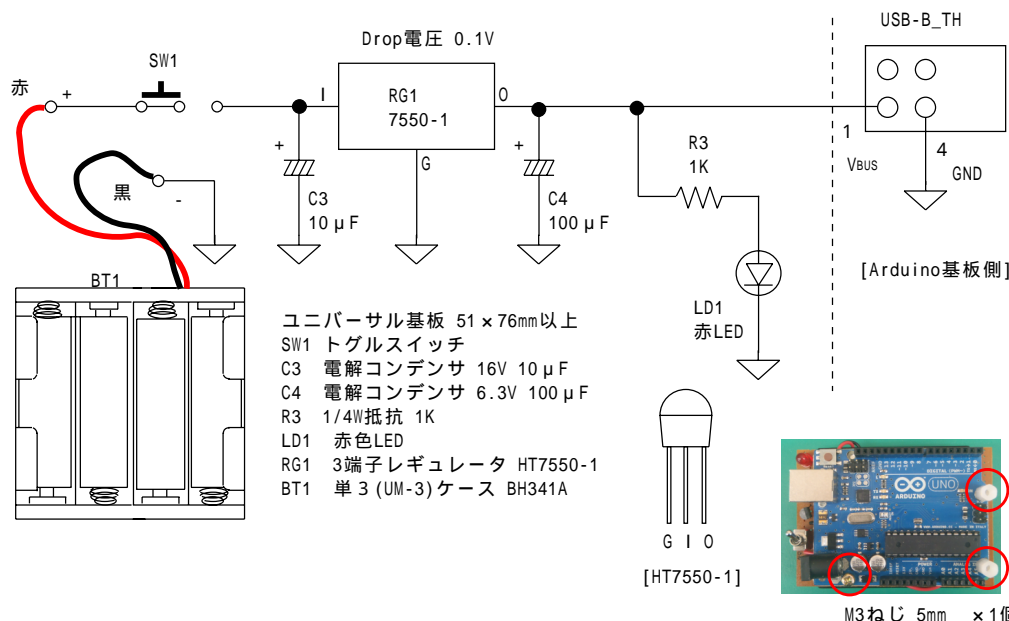 USB-B_TH
Drop電圧 0.1V
SW1
赤
+
I
RG1
7550-1
O
G
+
C3
10μF
+
C4
100μF
R3
1K
1
VBUS
4
GND
黒
-
BT1
LD1
赤LED
[Arduino基板側]
ユニバーサル基板 51×76mm以上
SW1 トグルスイッチ
C3 電解コンデンサ 16V 10μF
C4 電解コンデンサ 6.3V 100μF
R3 1/4W抵抗 1K
LD1 赤色LED
RG1 3端子レギュレータ HT7550-1
BT1 単3(UM-3)ケース BH341A
G I O
[HT7550-1]
UNO
ARDUINO
M3ねじ 5mm ×1個